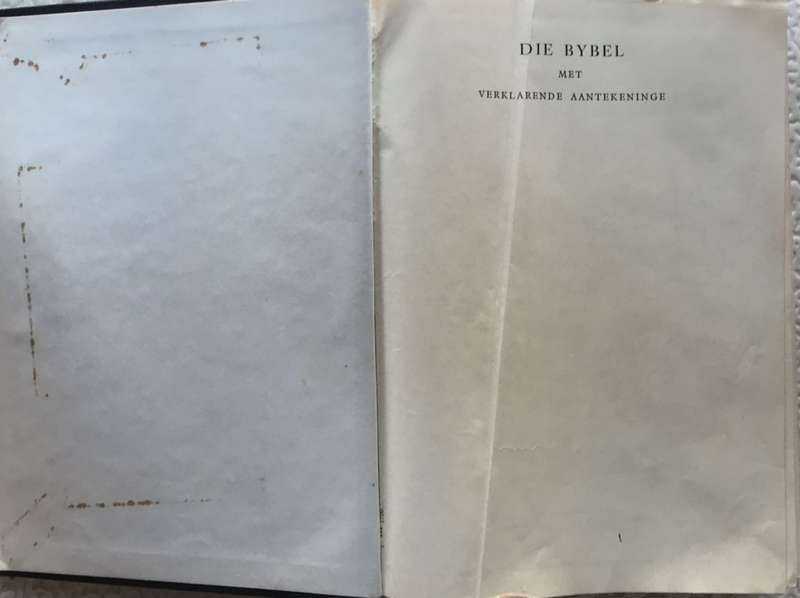 DIE BYBEL
MET
VERKLARENDE AANTEKENINGE